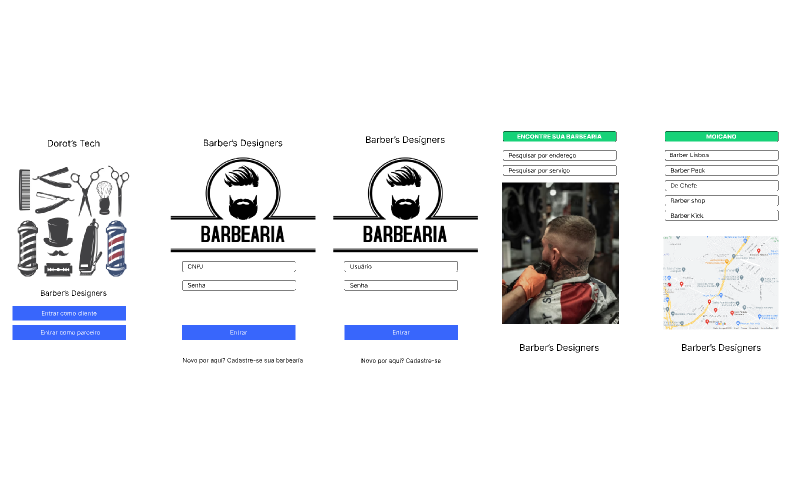 Dorot's Tech
Barber's Designers
Entrar como cliente
Entrar como parceiro
Barber's Designers
BARBEARIA
CNPJ
Senha
Entrar
Novo por aqui? Cadastre-se sua barbearia
Barber's Designers
BARBEARIA
Usuário
Senha
Entrar
Novo por aqui? Cadastre-se
ENCONTRE SUA BARBEARIA
Pesquisar por endereço
Pesquisar por serviço
Barber's Designers
MOICANO
Barber Lisboa
Barber Peck
De Chefe
Barber shop
Barber Kick
Barber's Designers